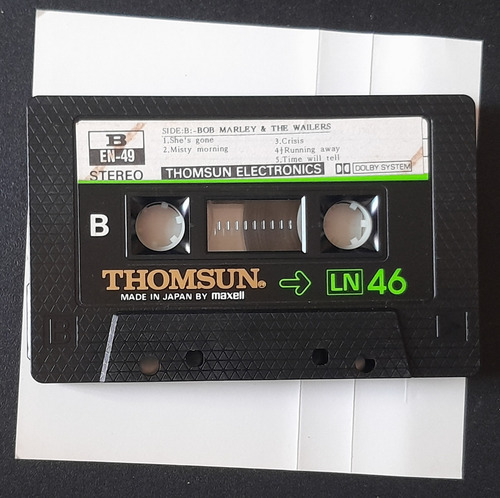 B
EN-49
STEREO
SIDE:B:-BOB MARLEY & THE WAILERS
1.She's gone
2.Misty morning
3.Crisis
4.Running away
5.Time will tell
THOMSUN ELECTRONICS
DOLBY SYSTEM
B
THOMSUN.
MADE IN JAPAN BY maxell
LN 46
B